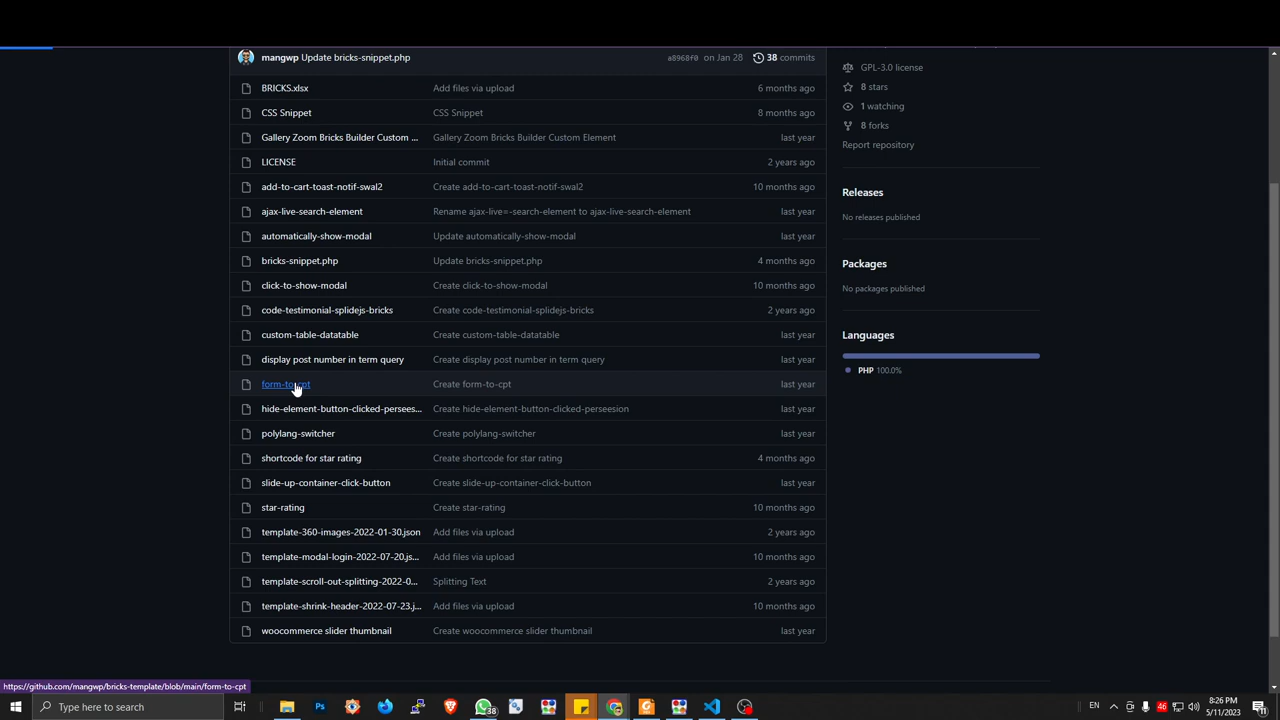 mangwp Update bricks-snippet.php a8968f0 on Jan 28 38 commits
BRICKS.xlsx Add files via upload 6 months ago
CSS Snippet CSS Snippet 8 months ago
Gallery Zoom Bricks Builder Custom ... Gallery Zoom Bricks Builder Custom Element last year
LICENSE Initial commit 2 years ago
add-to-cart-toast-notif-swal2 Create add-to-cart-toast-notif-swal2 10 months ago
ajax-live-search-element Rename ajax-live=-search-element to ajax-live-search-element last year
automatically-show-modal Update automatically-show-modal last year
bricks-snippet.php Update bricks-snippet.php 4 months ago
click-to-show-modal Create click-to-show-modal 10 months ago
code-testimonial-splidejs-bricks Create code-testimonial-splidejs-bricks 2 years ago
custom-table-datatable Create custom-table-datatable last year
display post number in term query Create display post number in term query last year
form-to-cpt Create form-to-cpt last year
hide-element-button-clicked-persees... Create hide-element-button-clicked-perseesion last year
polylang-switcher Create polylang-switcher last year
shortcode for star rating Create shortcode for star rating 4 months ago
slide-up-container-click-button Create slide-up-container-click-button last year
star-rating Create star-rating 10 months ago
template-360-images-2022-01-30.json Add files via upload 2 years ago
template-modal-login-2022-07-20.js... Add files via upload 10 months ago
template-scroll-out-splitting-2022-0... Splitting Text 2 years ago
template-shrink-header-2022-07-23.j... Add files via upload 10 months ago
woocommerce slider thumbnail Create woocommerce slider thumbnail last year
GPL-3.0 license
8 stars
1 watching
8 forks
Report repository
Releases
No releases published
Packages
No packages published
Languages
PHP 100.0%
https://github.com/mangwp/bricks-template/blob/main/form-to-cpt
Type here to search
38
EN
46
8:26 PM
5/11/2023